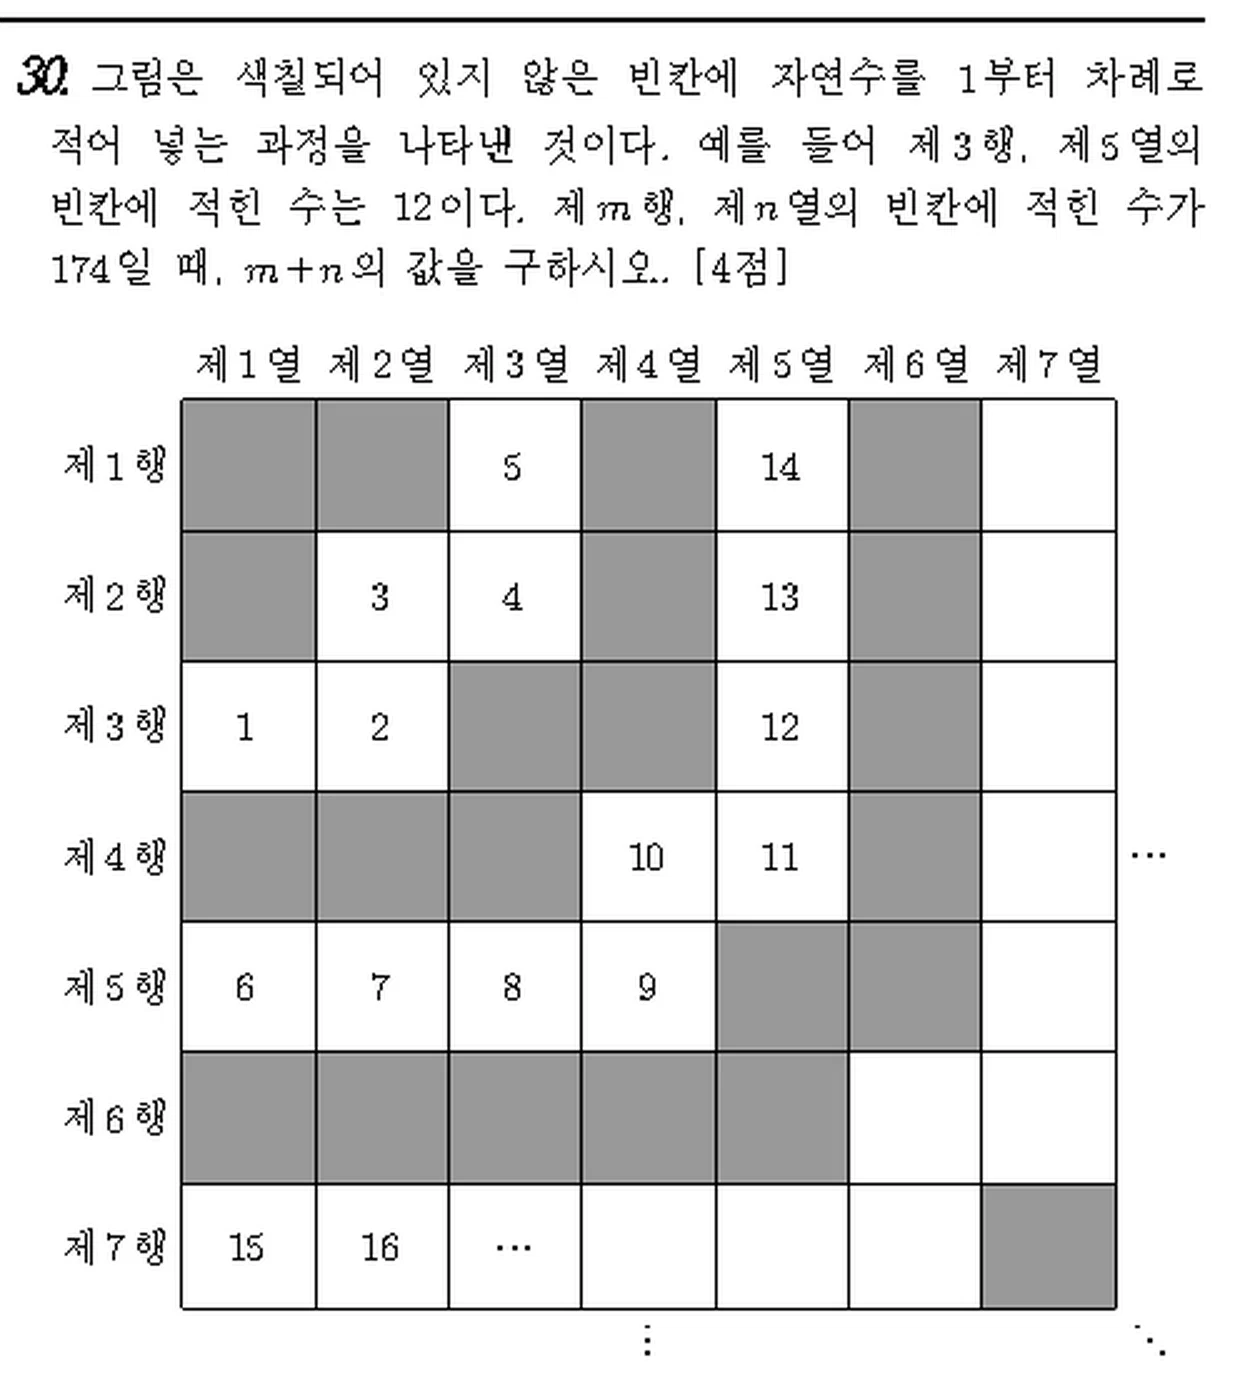 30. 그림은 색칠되어 있지 않은 빈칸에 자연수를 1부터 차례로
적어 넣는 과정을 나타낸 것이다. 예를 들어 제3행, 제5열의
빈칸에 적힌 수는 12이다. 제m행, 제n열의 빈칸에 적힌 수가
174일 때, m+n의 값을 구하시오. [4점]
제1열 제2열 제3열 제4열 제5열 제6열 제7열
제1행 5 14
제2행 3 4 13
제3행 1 2 12
제4행 10 11 ⋯
제5행 6 7 8 9
제6행
제7행 15 16 ⋯
⋮ ⋱